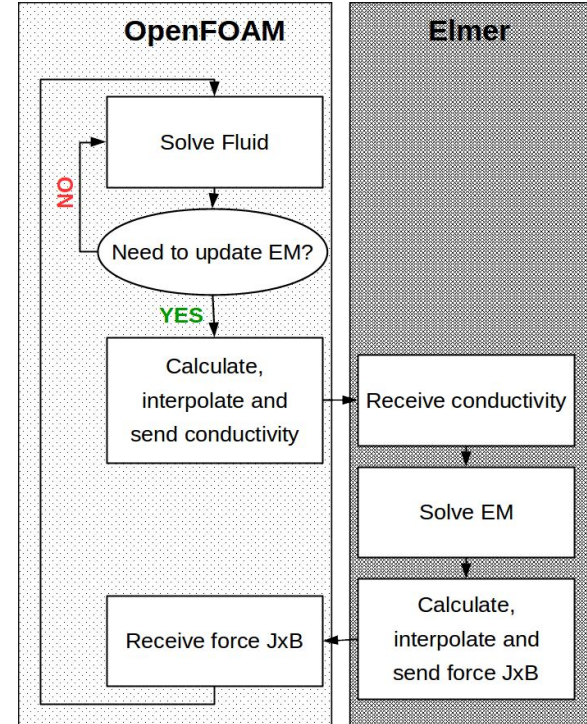 OpenFOAM
Elmer
Solve Fluid
NO
Need to update EM?
YES
Calculate,
interpolate and
send conductivity
Receive conductivity
Solve EM
Calculate,
interpolate and
send force JxB
Receive force JxB